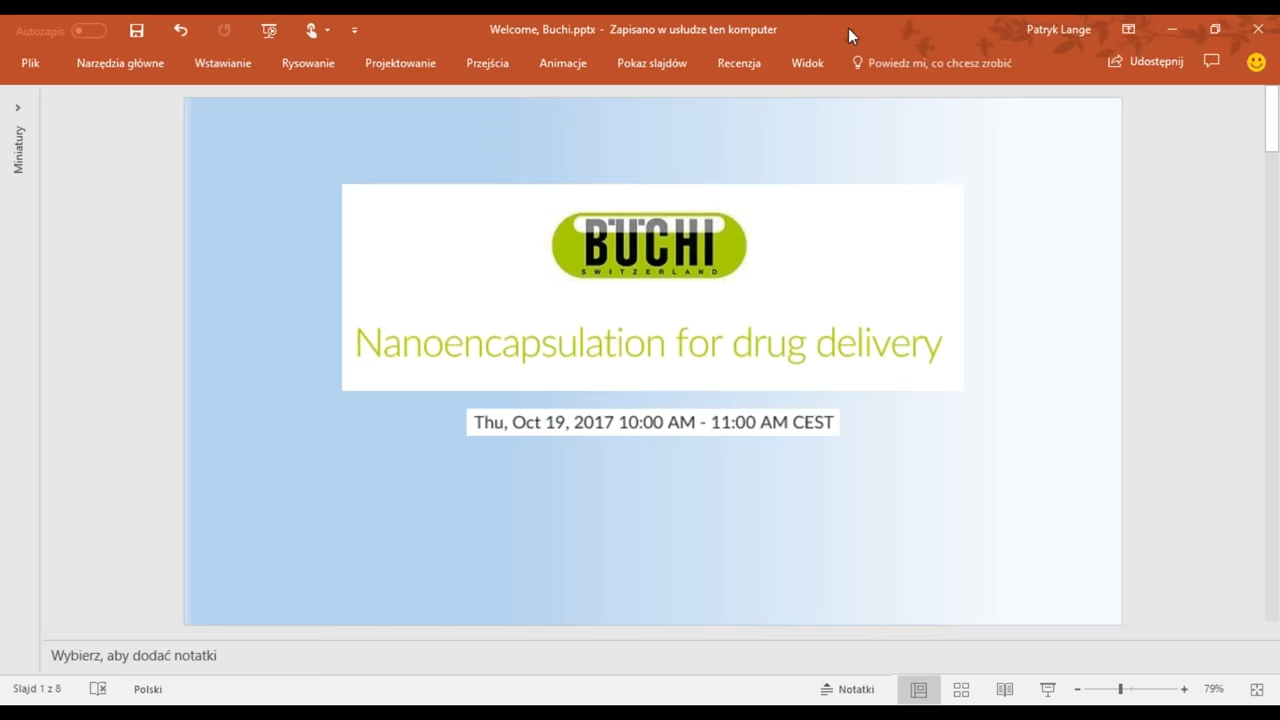 Autozapis
Welcome, Buchi.pptx - Zapisano w usłudze ten komputer
Patryk Lange
Plik Narzędzia główne Wstawianie Rysowanie Projektowanie Przejścia Animacje Pokaz slajdów Recenzja Widok Powiedz mi, co chcesz zrobić Udostępnij
Miniatury
BÜCHI
SWITZERLAND
Nanoencapsulation for drug delivery
Thu, Oct 19, 2017 10:00 AM - 11:00 AM CEST
Wybierz, aby dodać notatki
Slajd 1 z 8 Polski Notatki 79%